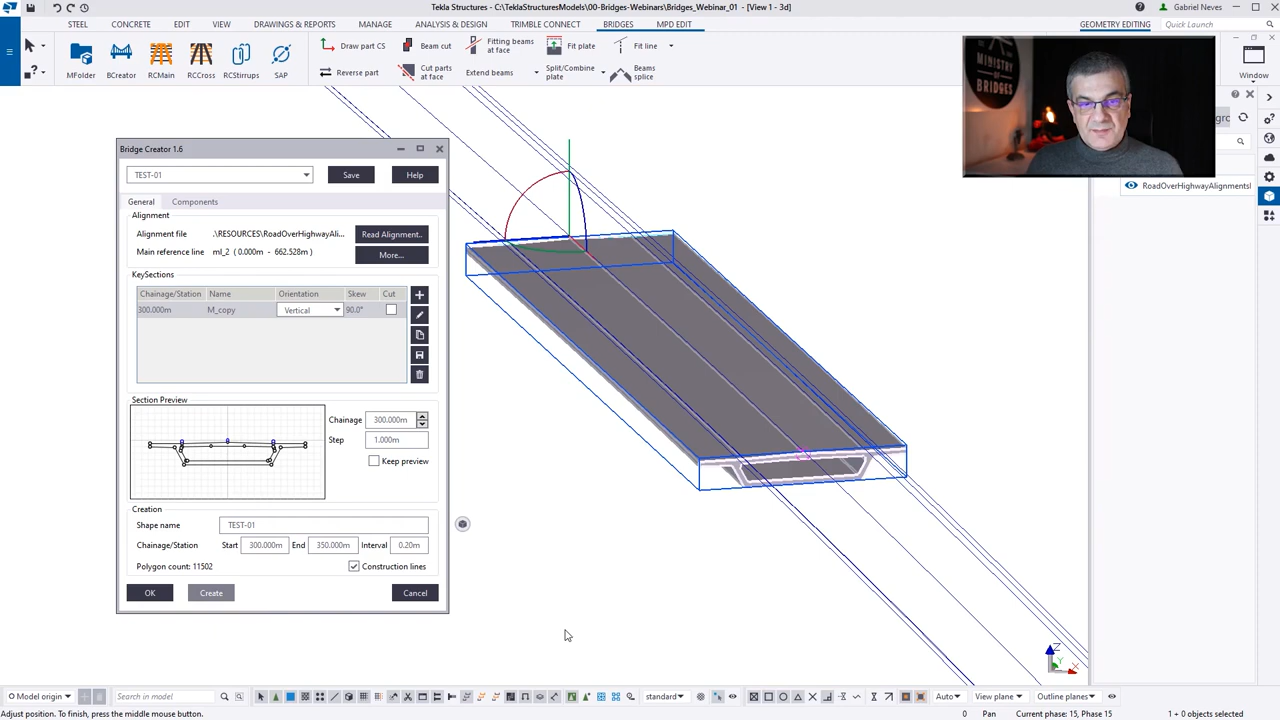 Tekla Structures - C:\TeklaStructuresModels\00-Bridges-Webinars\Bridges_Webinar_01 - [View 1 - 3d]
Gabriel Neves
STEEL CONCRETE EDIT VIEW DRAWINGS & REPORTS MANAGE ANALYSIS & DESIGN TRIMBLE CONNECT BRIDGES MPD EDIT GEOMETRY EDITING Quick Launch
MFolder BCreator RCMain RCCross RCStirrups SAP
Draw part CS Beam cut Fitting beams at face Fit plate Fit line
Reverse part Cut parts at face Extend beams Split/Combine plate Beams splice
Window
MINISTRY OF BRIDGES
RoadOverHighwayAlignmentsI
Bridge Creator 1.6
TEST-01 Save Help
General Components
Alignment
Alignment file .\RESOURCES\RoadOverHighwayAli... Read Alignment..
Main reference line ml_2 ( 0.000m - 662.528m ) More...
KeySections
Chainage/Station Name Orientation Skew Cut
300.000m M_copy Vertical 90.0°
Section Preview
Chainage 300.000m
Step 1.000m
Keep preview
Creation
Shape name TEST-01
Chainage/Station Start 300.000m End 350.000m Interval 0.20m
Polygon count: 11502 Construction lines
OK Create Cancel
Z
Y
X
Model origin Search in model standard Auto View plane Outline planes
Adjust position. To finish, press the middle mouse button. 0 Pan Current phase: 15, Phase 15 1 + 0 objects selected